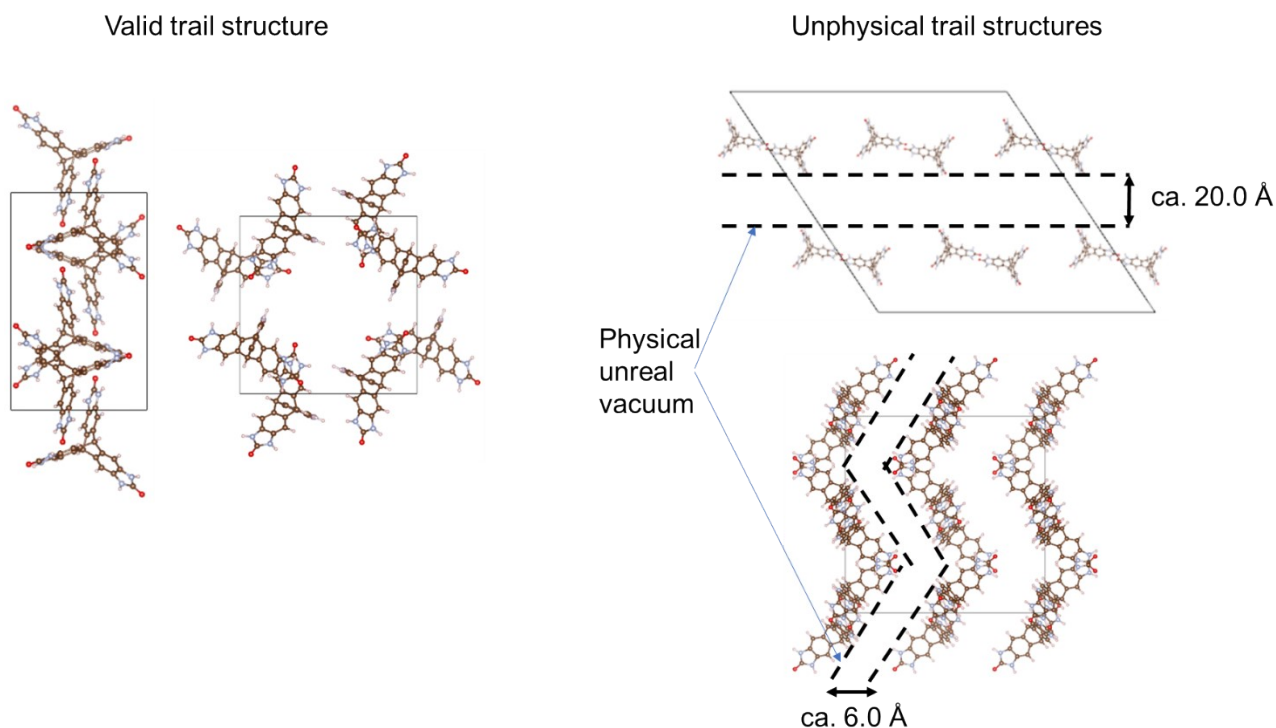 Valid trail structure
Unphysical trail structures
ca. 20.0 Å
Physical
unreal
vacuum
ca. 6.0 Å